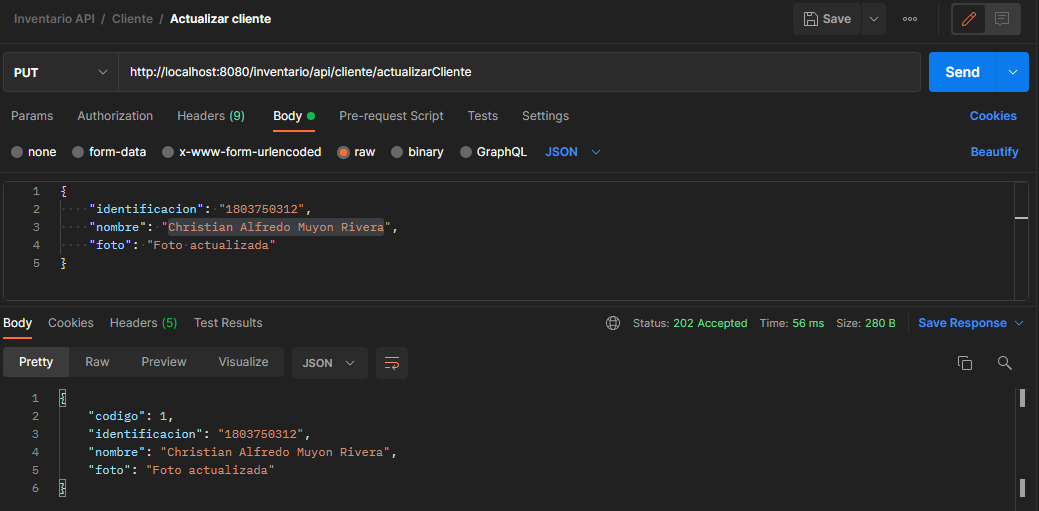 Inventario API / Cliente / Actualizar cliente
Save
PUT
http://localhost:8080/inventario/api/cliente/actualizarCliente
Send
Params Authorization Headers (9) Body Pre-request Script Tests Settings Cookies
none form-data x-www-form-urlencoded raw binary GraphQL JSON Beautify
1 {
2 "identificacion": "1803750312",
3 "nombre": "Christian Alfredo Muyon Rivera",
4 "foto": "Foto actualizada"
5 }
Body Cookies Headers (5) Test Results Status: 202 Accepted Time: 56 ms Size: 280 B Save Response
Pretty Raw Preview Visualize JSON
1 {
2 "codigo": 1,
3 "identificacion": "1803750312",
4 "nombre": "Christian Alfredo Muyon Rivera",
5 "foto": "Foto actualizada"
6 }